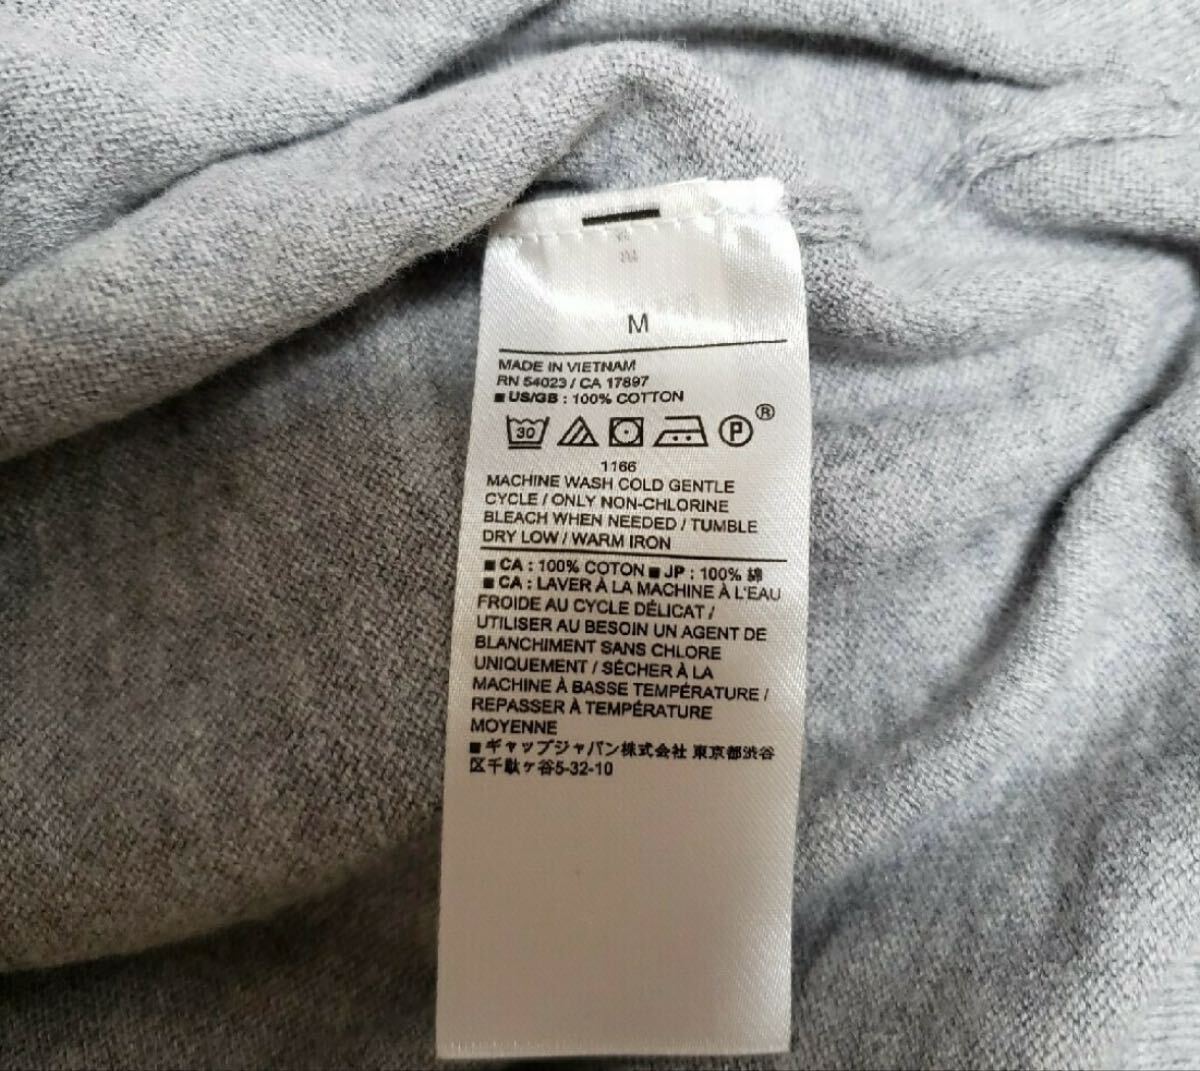 M
MADE IN VIETNAM
RN 54023 / CA 17897
■ US/GB : 100% COTTON
30 P ®
1166
MACHINE WASH COLD GENTLE
CYCLE / ONLY NON-CHLORINE
BLEACH WHEN NEEDED / TUMBLE
DRY LOW / WARM IRON
■ CA : 100% COTON ■ JP : 100% 綿
■ CA : LAVER À LA MACHINE À L'EAU
FROIDE AU CYCLE DÉLICAT /
UTILISER AU BESOIN UN AGENT DE
BLANCHIMENT SANS CHLORE
UNIQUEMENT / SÉCHER À LA
MACHINE À BASSE TEMPÉRATURE /
REPASSER À TEMPÉRATURE
MOYENNE
■ ギャップジャパン株式会社 東京都渋谷
区千駄ヶ谷5-32-10